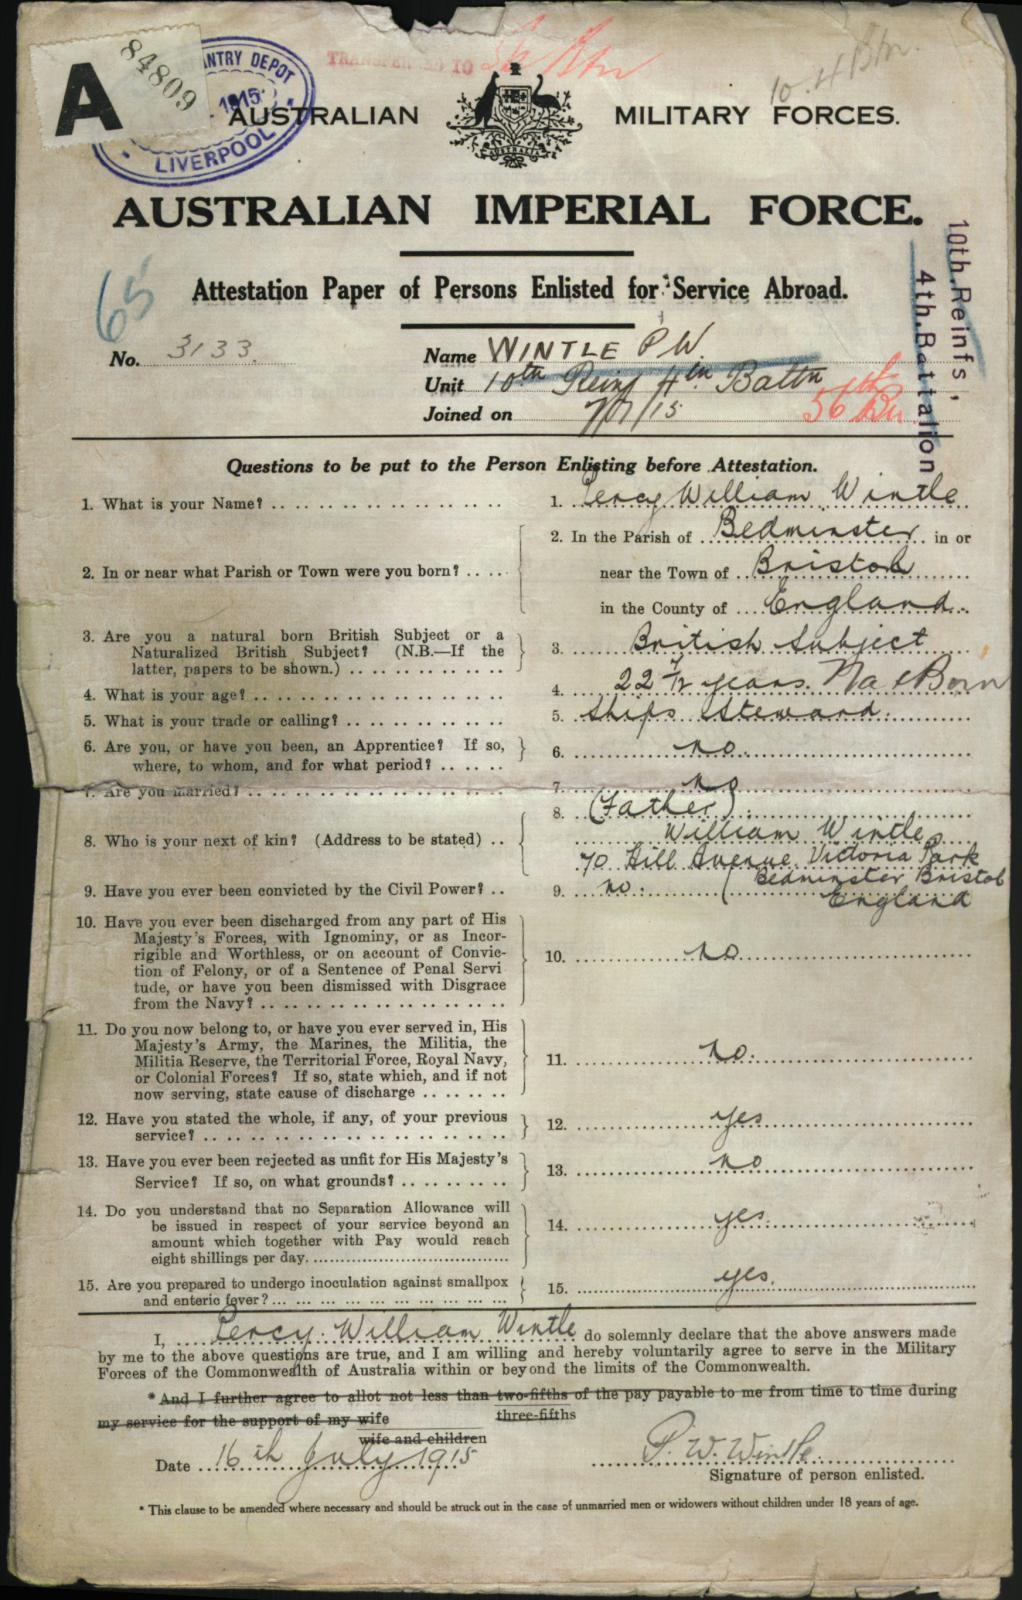 A 84809
INFANTRY DEPOT
1915
LIVERPOOL
TRANSFERRED TO 56 Btn
10.4 Btn
AUSTRALIAN MILITARY FORCES.
AUSTRALIA
AUSTRALIAN IMPERIAL FORCE.
10th Reinfs,
4th Battalion
65
Attestation Paper of Persons Enlisted for Service Abroad.
No. 3133. Name WINTLE P W.
Unit 10th Reinf 4th Battn
Joined on 7/7/15 56th Bn
Questions to be put to the Person Enlisting before Attestation.
1. What is your Name? 1. Percy William Wintle
2. In or near what Parish or Town were you born? 2. In the Parish of Bedminster in or
near the Town of Bristol
in the County of England
3. Are you a natural born British Subject or a
Naturalized British Subject? (N.B.—If the
latter, papers to be shown.) 3. British Subject
4. What is your age? 4. 22 7/12 years. Nat Born
5. What is your trade or calling? 5. Ships Steward.
6. Are you, or have you been, an Apprentice? If so,
where, to whom, and for what period? 6. no.
7. Are you married? 7. no
8. Who is your next of kin? (Address to be stated) 8. (Father)
William Wintle
70 Hill Avenue Victoria Park
Bedminster Bristol
England
9. Have you ever been convicted by the Civil Power? 9. no.
10. Have you ever been discharged from any part of His
Majesty's Forces, with Ignominy, or as Incor-
rigible and Worthless, or on account of Convic-
tion of Felony, or of a Sentence of Penal Servi
tude, or have you been dismissed with Disgrace
from the Navy? 10. no.
11. Do you now belong to, or have you ever served in, His
Majesty's Army, the Marines, the Militia, the
Militia Reserve, the Territorial Force, Royal Navy,
or Colonial Forces? If so, state which, and if not
now serving, state cause of discharge 11. no.
12. Have you stated the whole, if any, of your previous
service? 12. yes
13. Have you ever been rejected as unfit for His Majesty's
Service? If so, on what grounds? 13. no
14. Do you understand that no Separation Allowance will
be issued in respect of your service beyond an
amount which together with Pay would reach
eight shillings per day. 14. yes.
15. Are you prepared to undergo inoculation against smallpox
and enteric fever? 15. yes.
I, Percy William Wintle do solemnly declare that the above answers made
by me to the above questions are true, and I am willing and hereby voluntarily agree to serve in the Military
Forces of the Commonwealth of Australia within or beyond the limits of the Commonwealth.
* And I further agree to allot not less than two-fifths of the pay payable to me from time to time during
three-fifths
my service for the support of my wife
wife and children
Date 16th July 1915 P. W. Wintle.
Signature of person enlisted.
* This clause to be amended where necessary and should be struck out in the case of unmarried men or widowers without children under 18 years of age.